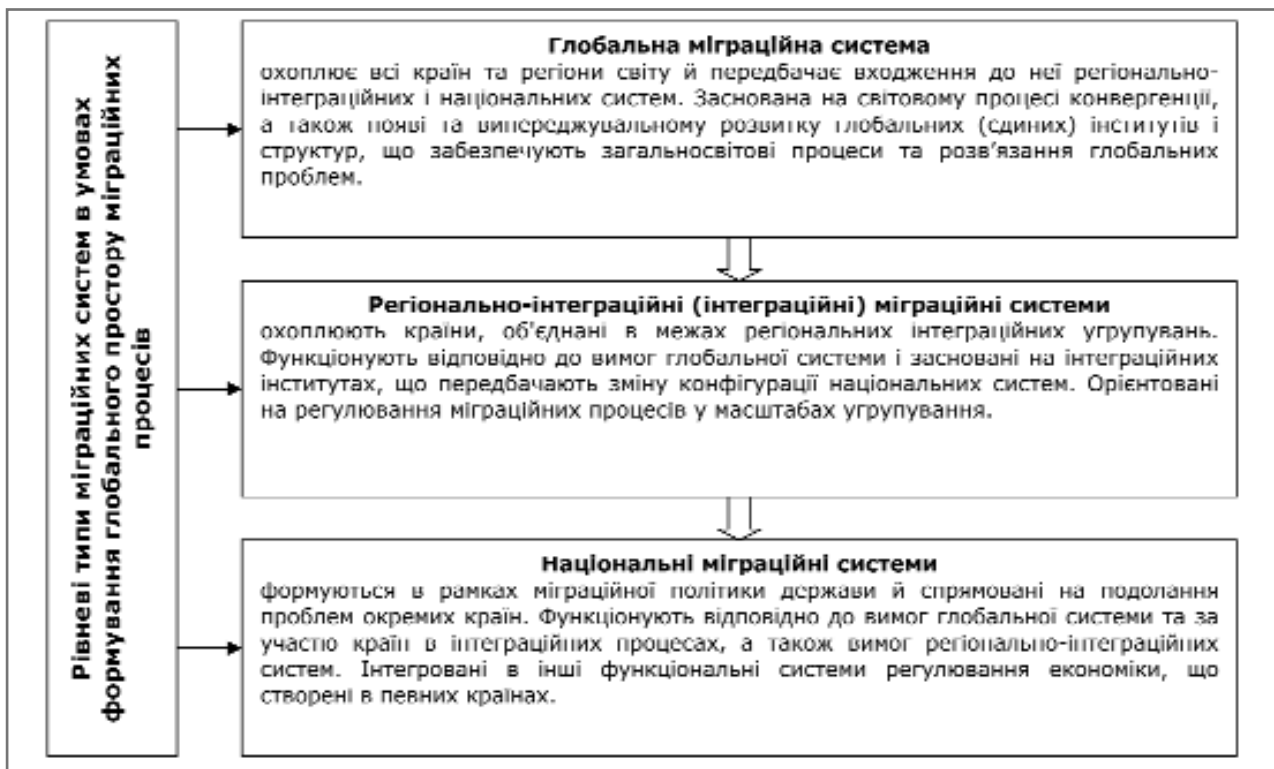 Рівневі типи міграційних систем в умовах
формування глобального простору міграційних
процесів
Глобальна міграційна система
охоплює всі країн та регіони світу й передбачає входження до неї регіонально-
інтеграційних і національних систем. Заснована на світовому процесі конвергенції,
а також появі та випереджувальному розвитку глобальних (єдиних) інститутів і
структур, що забезпечують загальносвітові процеси та розв'язання глобальних
проблем.
Регіонально-інтеграційні (інтеграційні) міграційні системи
охоплюють країни, об'єднані в межах регіональних інтеграційних угрупувань.
Функціонують відповідно до вимог глобальної системи і засновані на інтеграційних
інститутах, що передбачають зміну конфігурації національних систем. Орієнтовані
на регулювання міграційних процесів у масштабах угрупування.
Національні міграційні системи
формуються в рамках міграційної політики держави й спрямовані на подолання
проблем окремих країн. Функціонують відповідно до вимог глобальної системи та за
участю країн в інтеграційних процесах, а також вимог регіонально-інтеграційних
систем. Інтегровані в інші функціональні системи регулювання економіки, що
створені в певних країнах.